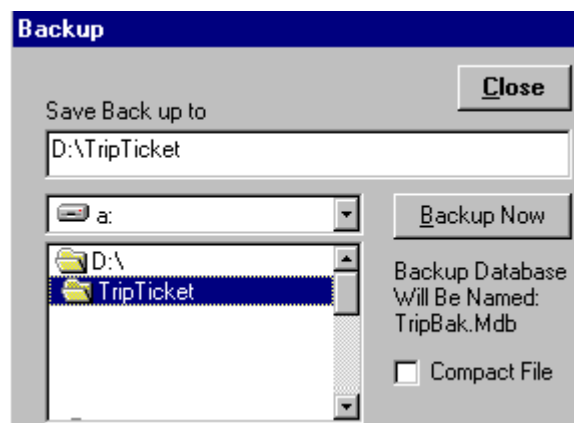 Backup
Close
Save Back up to
D:\TripTicket
a:
Backup Now
D:\
TripTicket
Backup Database
Will Be Named:
TripBak.Mdb
Compact File